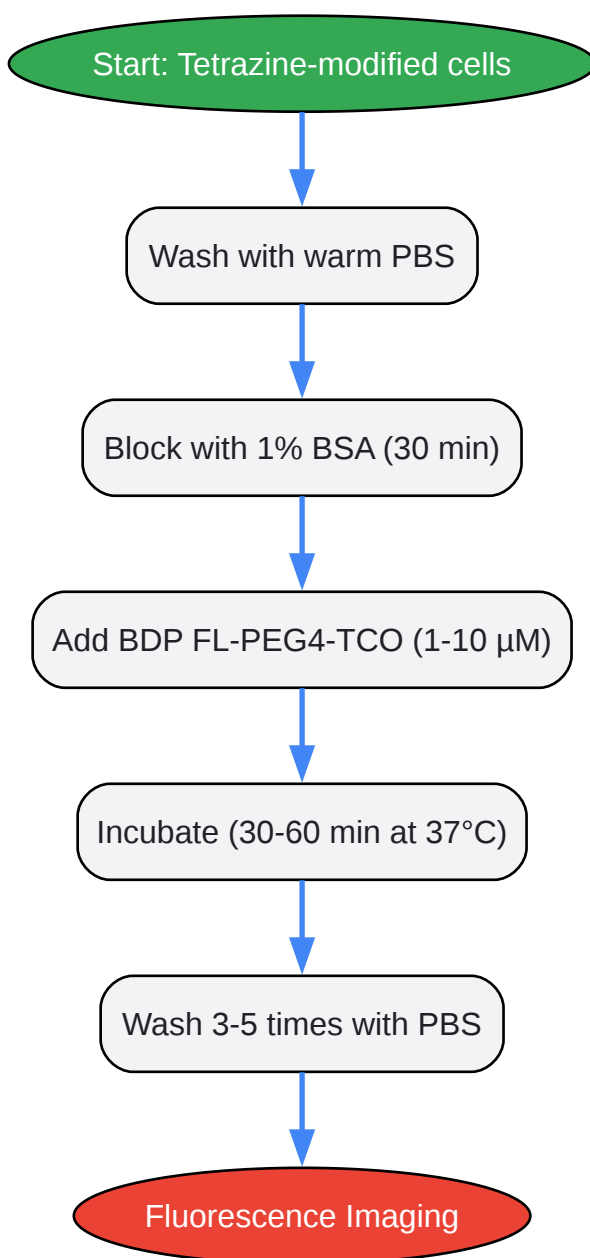 Start: Tetrazine-modified cells
Wash with warm PBS
Block with 1% BSA (30 min)
Add BDP FL-PEG4-TCO (1-10 µM)
Incubate (30-60 min at 37°C)
Wash 3-5 times with PBS
Fluorescence Imaging